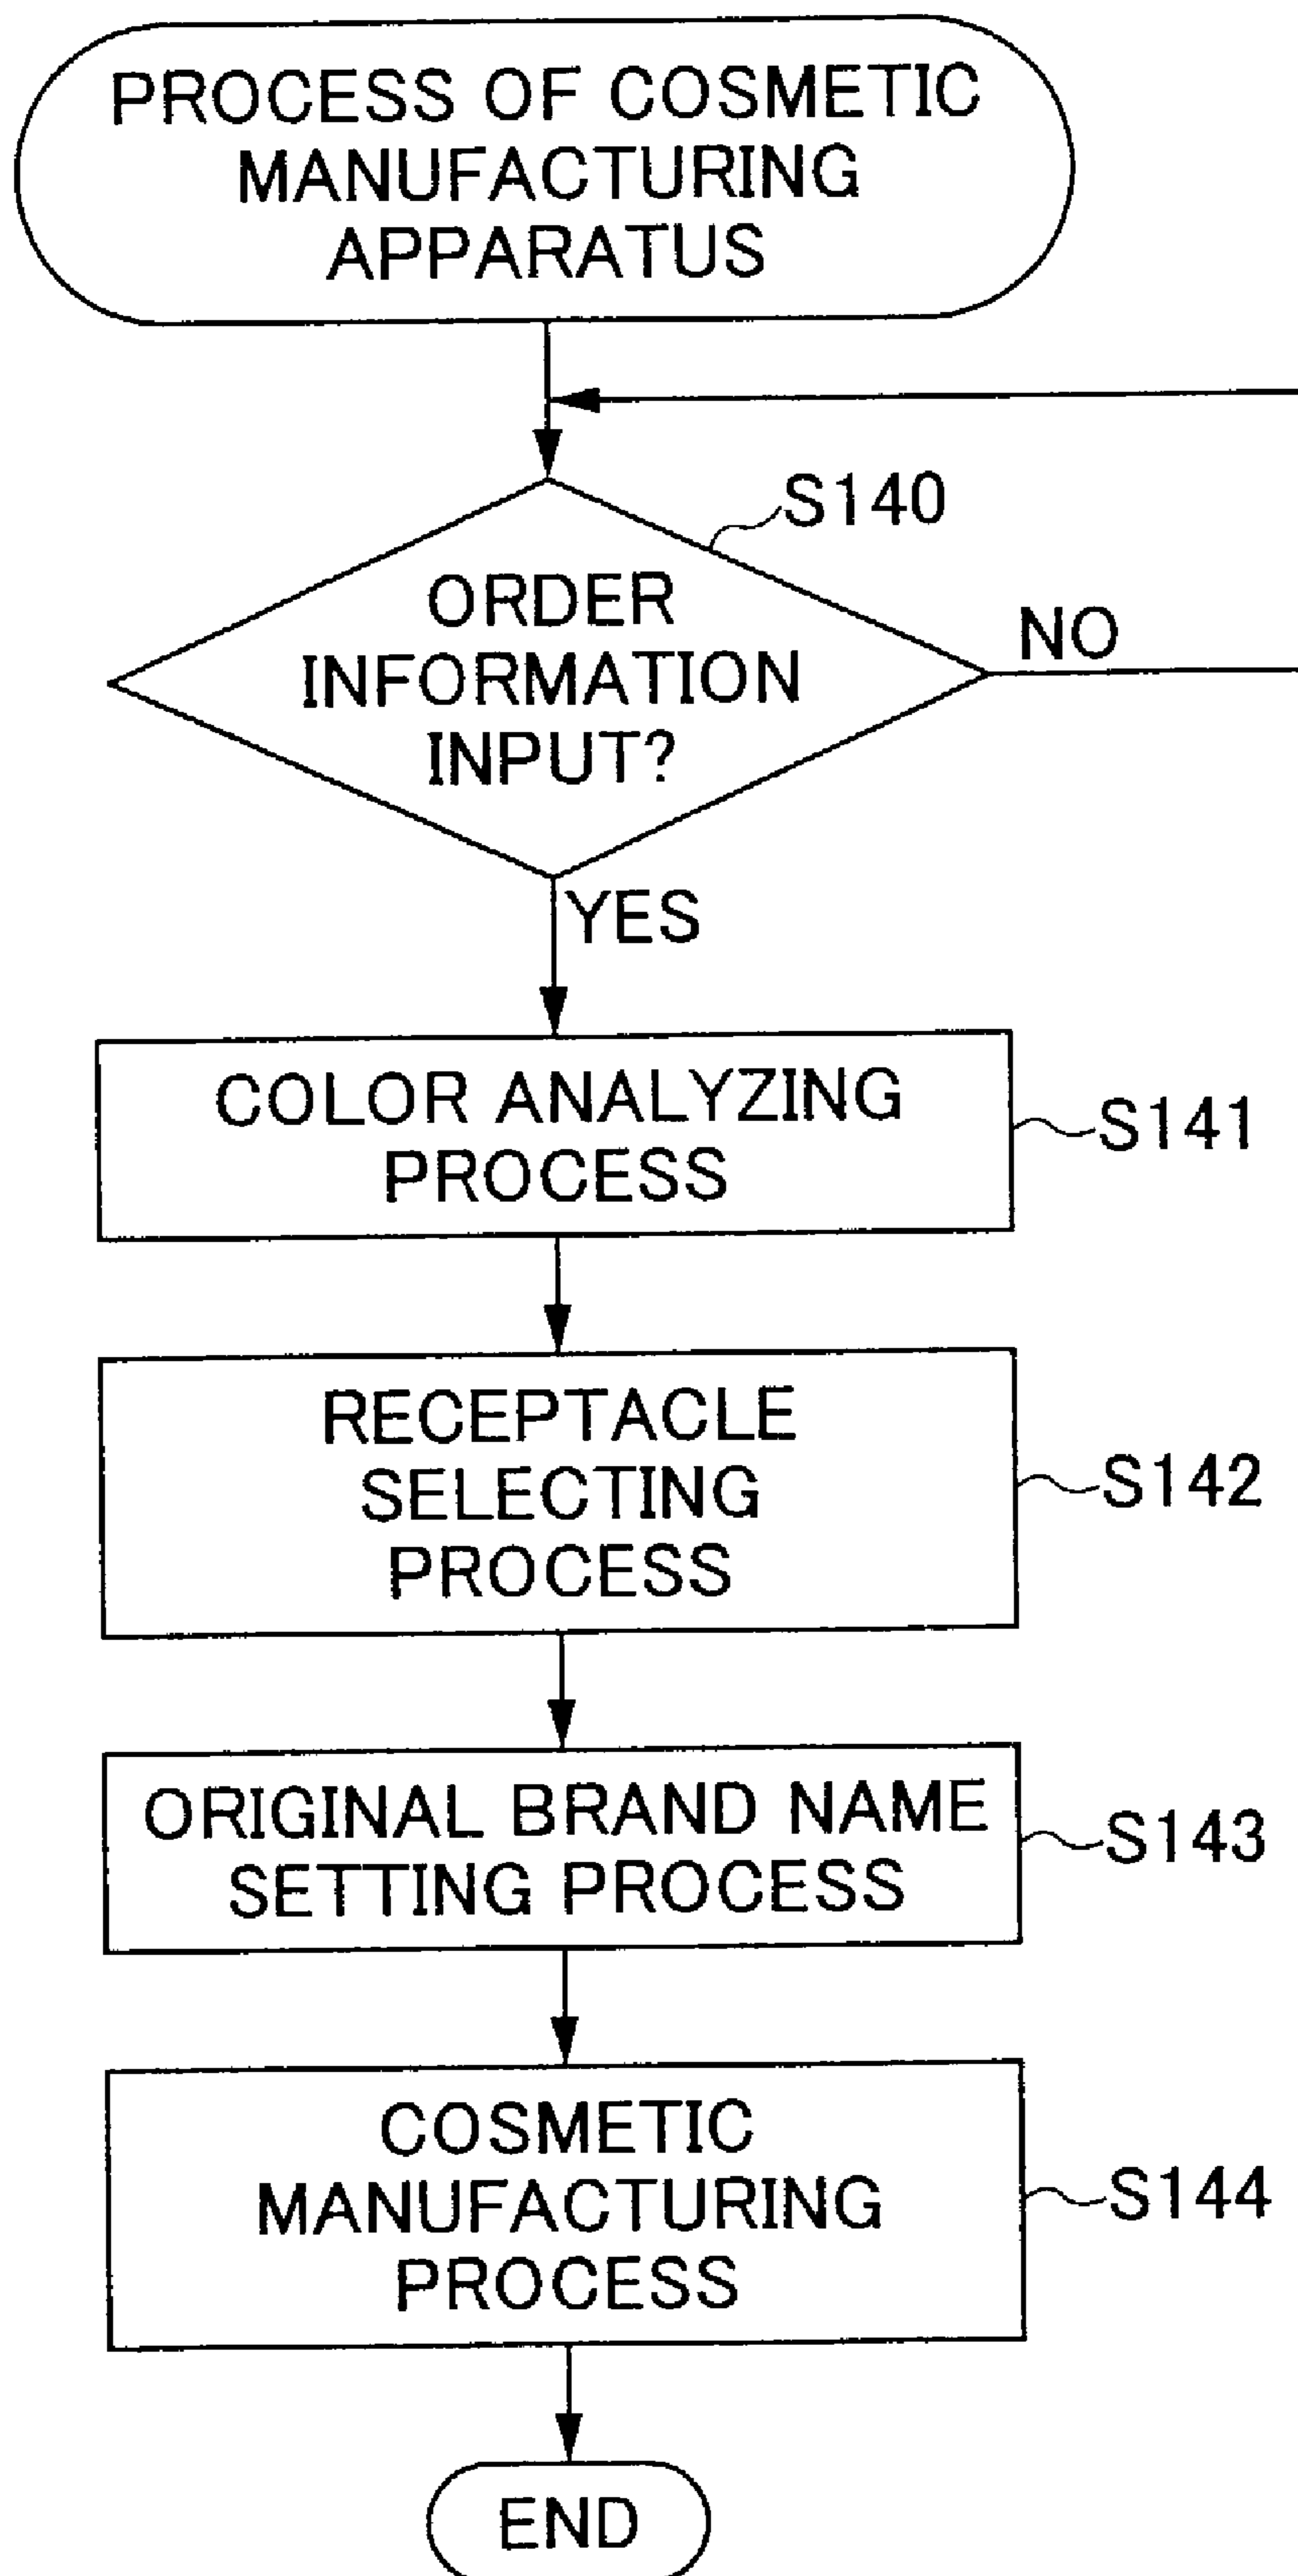 PROCESS OF COSMETIC
MANUFACTURING
APPARATUS
S140
ORDER
INFORMATION
INPUT?
NO
YES
COLOR ANALYZING
PROCESS
S141
RECEPTACLE
SELECTING
PROCESS
S142
ORIGINAL BRAND NAME
SETTING PROCESS
S143
COSMETIC
MANUFACTURING
PROCESS
S144
END